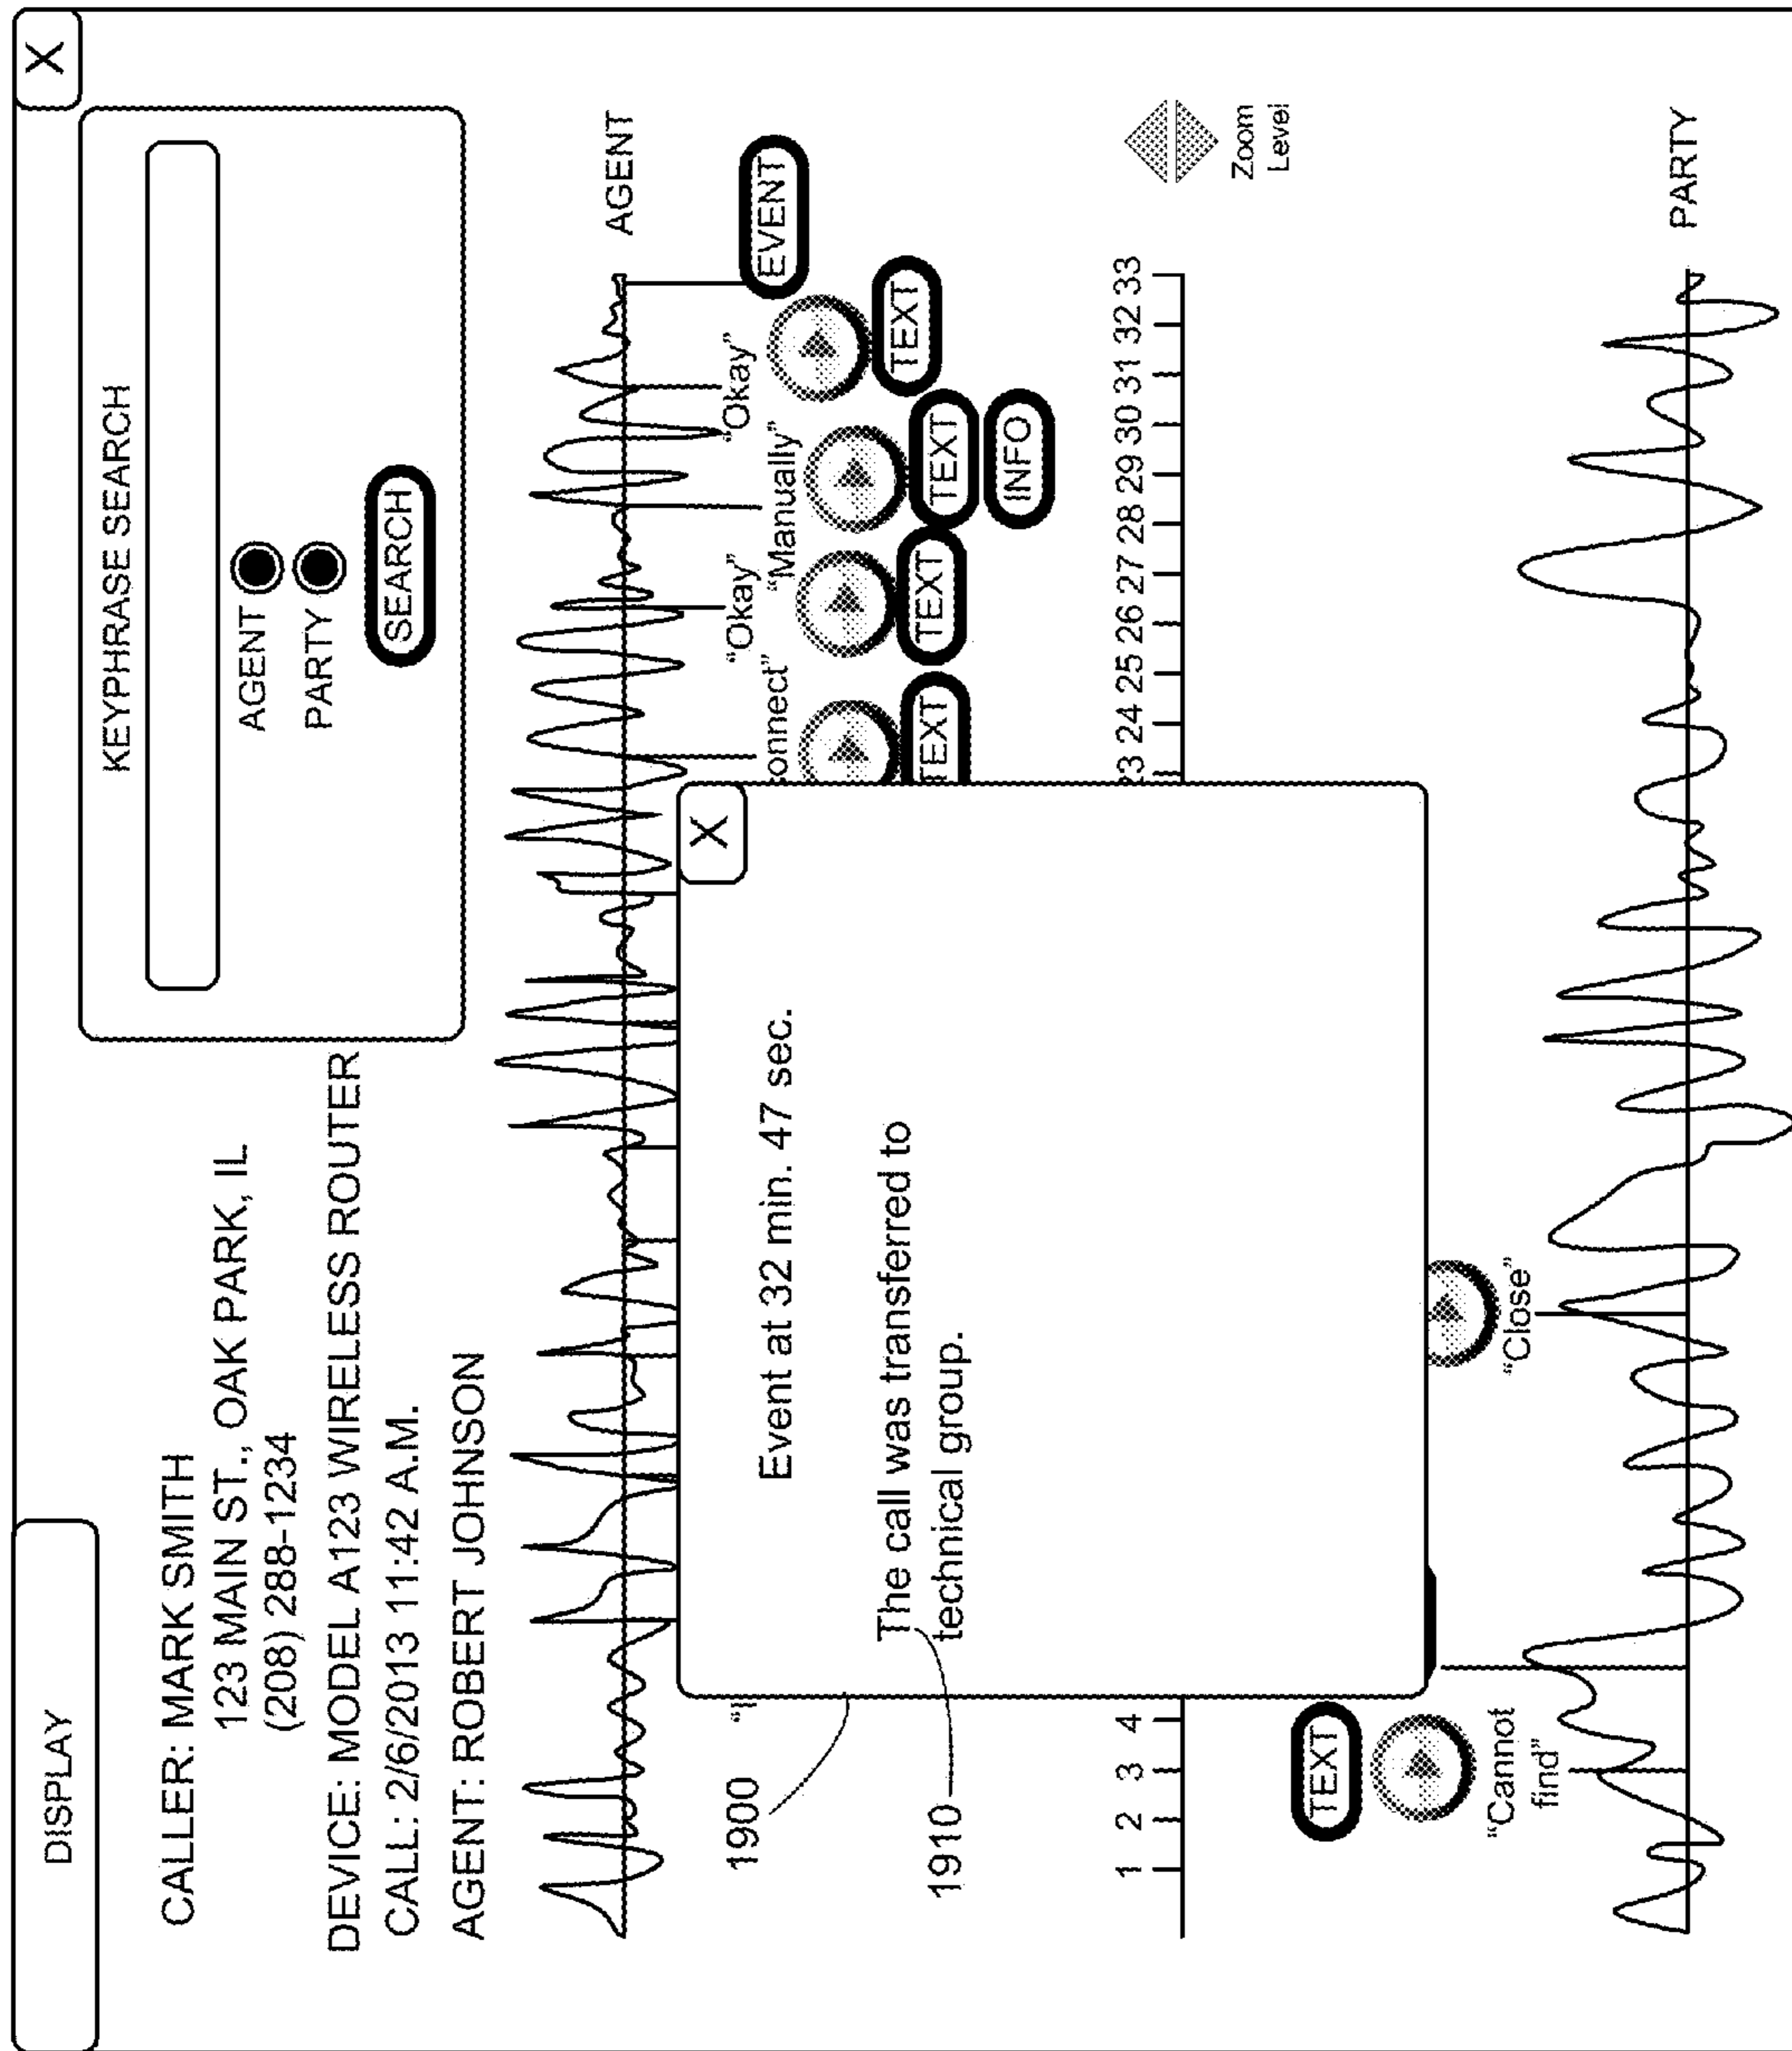 DISPLAY
X
CALLER: MARK SMITH
123 MAIN ST., OAK PARK, IL
(208) 288-1234
DEVICE: MODEL A123 WIRELESS ROUTER
CALL: 2/6/2013 11:42 A.M.
AGENT: ROBERT JOHNSON
KEYPHRASE SEARCH
AGENT
PARTY
SEARCH
AGENT
EVENT
"Okay"
"Manually"
"Okay"
onnect"
TEXT
TEXT
TEXT
TEXT
INFO
1900
X
Event at 32 min. 47 sec.
The call was transferred to
technical group.
1910
1 2 3 4 23 24 25 26 27 28 29 30 31 32 33
Zoom
Level
TEXT
"Cannot
find"
"Close"
PARTY